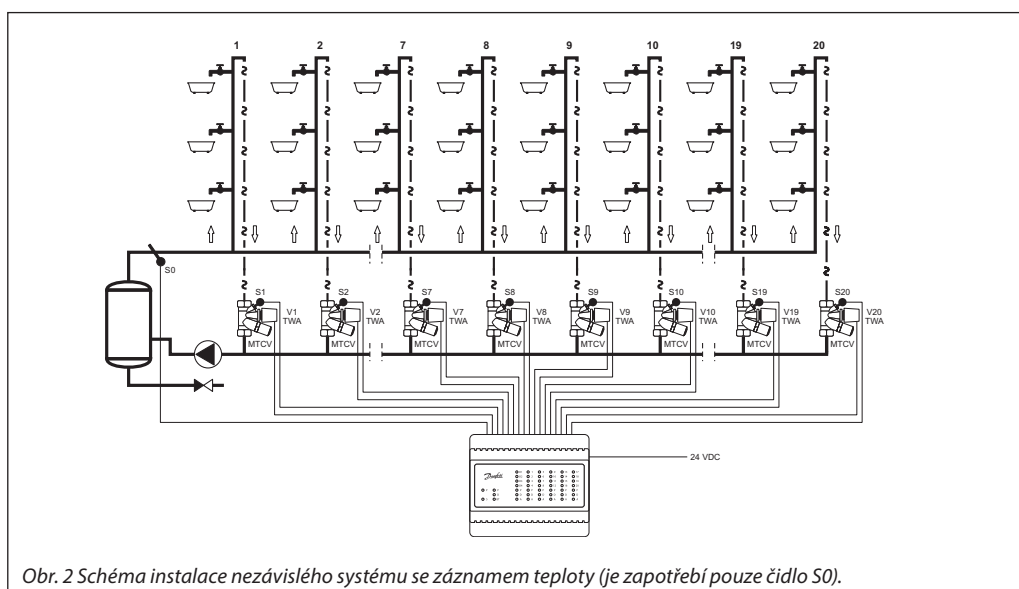 1 2 7 8 9 10 19 20
S0
S1 S2 S7 S8 S9 S10 S19 S20
V1 V2 V7 V8 V9 V10 V19 V20
TWA TWA TWA TWA TWA TWA TWA TWA
MTCV MTCV MTCV MTCV MTCV MTCV MTCV MTCV
24 VDC
Danfoss
Obr. 2 Schéma instalace nezávislého systému se záznamem teploty (je zapotřebí pouze čidlo S0).